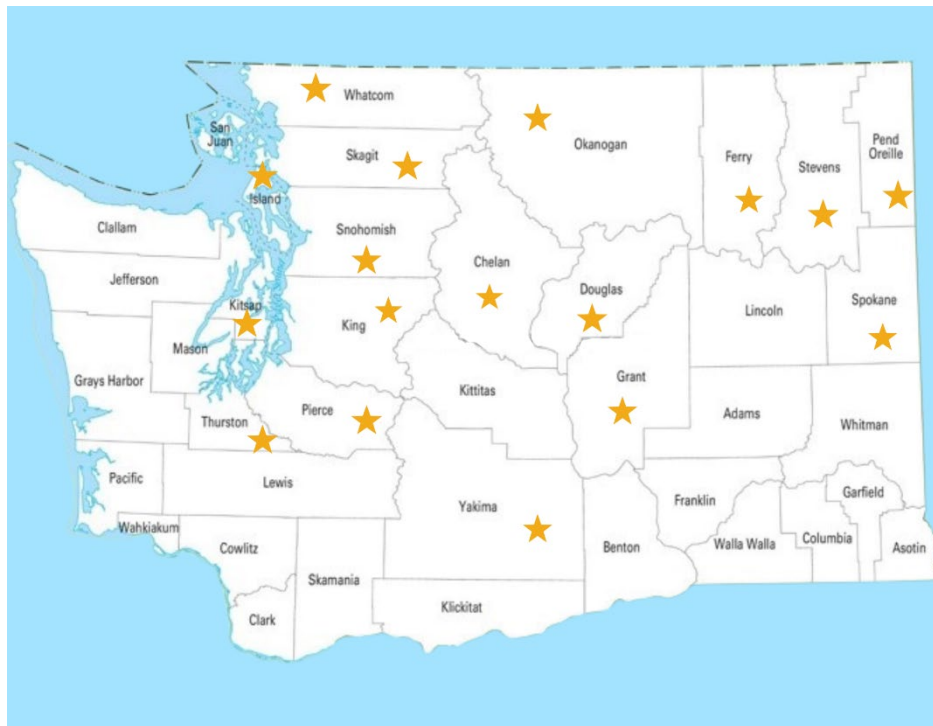 Whatcom
San
Juan
Skagit
Island
Okanogan
Ferry
Stevens
Pend
Oreille
Clallam
Snohomish
Chelan
Jefferson
Kitsap
King
Douglas
Lincoln
Spokane
Mason
Grays Harbor
Kittitas
Grant
Adams
Whitman
Thurston
Pierce
Pacific
Lewis
Yakima
Franklin
Garfield
Wahkiakum
Cowlitz
Skamania
Benton
Walla Walla
Columbia
Asotin
Clark
Klickitat